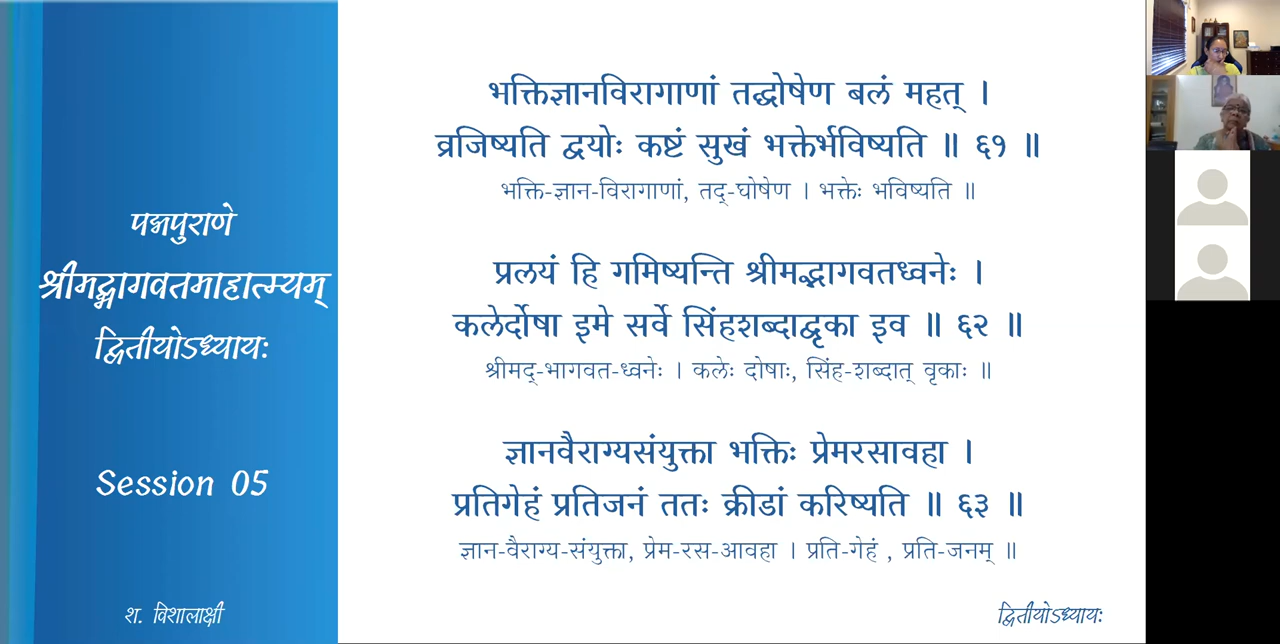 पद्मपुराणे
श्रीमद्भागवतमाहात्म्यम्
द्वितीयोऽध्यायः
Session 05
श. विशालाक्षी
भक्तिज्ञानविरागाणां तद्घोषेण बलं महत् ।
व्रजिष्यति द्वयोः कष्टं सुखं भक्तेर्भविष्यति ॥ ६१ ॥
भक्ति-ज्ञान-विरागाणां, तद्-घोषेण । भक्तेः भविष्यति ॥
प्रलयं हि गमिष्यन्ति श्रीमद्भागवतध्वनेः ।
कलेर्दोषा इमे सर्वे सिंहशब्दाद्वृका इव ॥ ६२ ॥
श्रीमद्-भागवत-ध्वनेः । कलेः दोषाः, सिंह-शब्दात् वृकाः ॥
ज्ञानवैराग्यसंयुक्ता भक्तिः प्रेमरसावहा ।
प्रतिगेहं प्रतिजनं ततः क्रीडां करिष्यति ॥ ६३ ॥
ज्ञान-वैराग्य-संयुक्ता, प्रेम-रस-आवहा । प्रति-गेहं , प्रति-जनम् ॥
द्वितीयोऽध्यायः